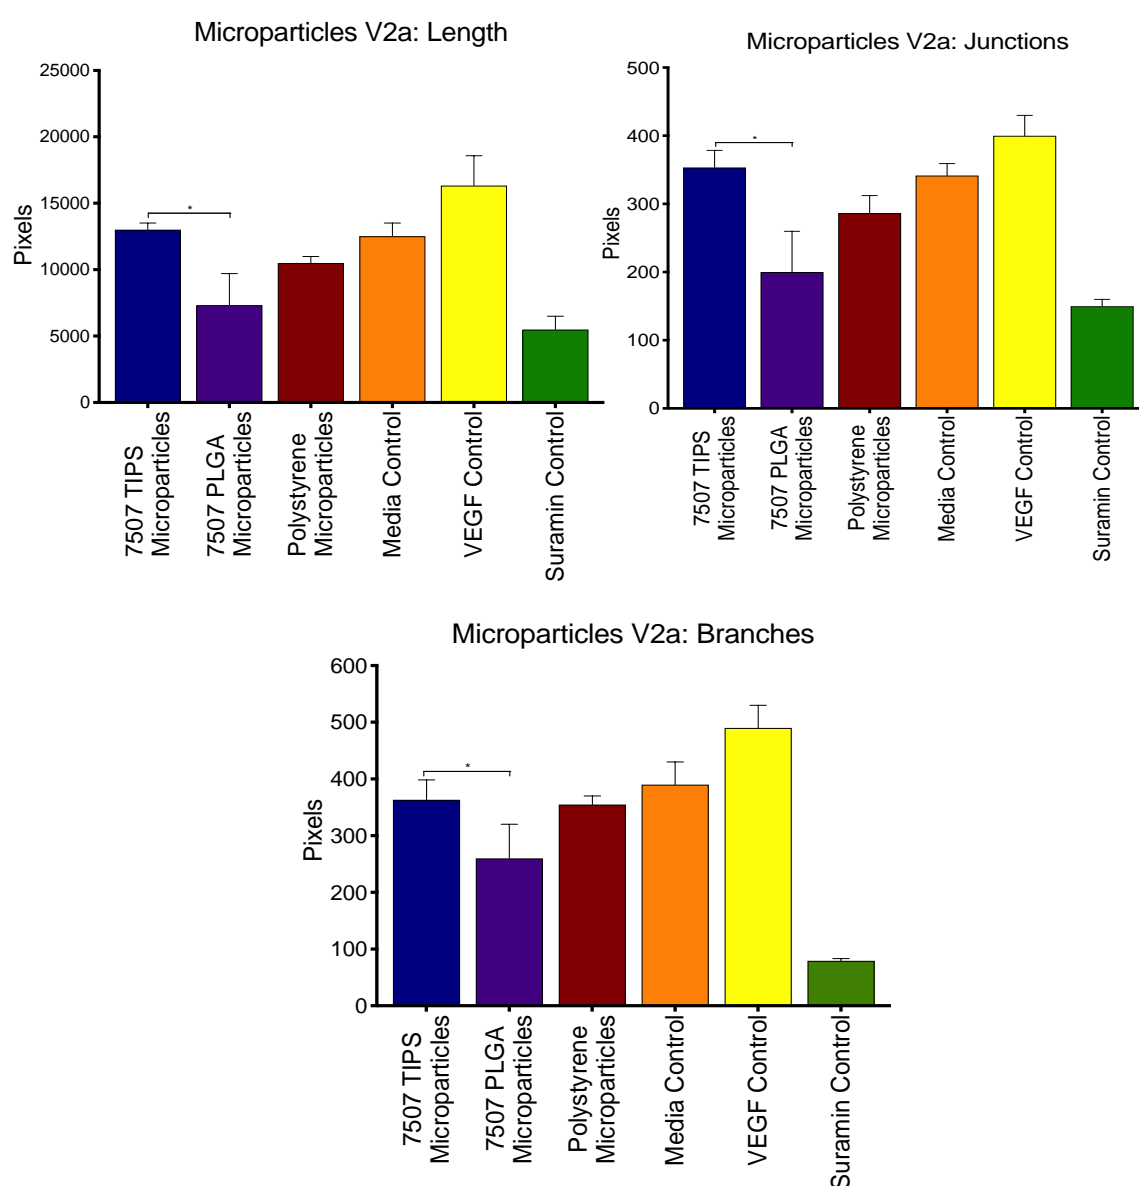 Microparticles V2a: Length
25000
20000
15000
10000
5000
0
Pixels
*
7507 TIPS
Microparticles
7507 PLGA
Microparticles
Polystyrene
Microparticles
Media Control
VEGF Control
Suramin Control
Microparticles V2a: Junctions
500
400
300
200
100
0
Pixels
*
7507 TIPS
Microparticles
7507 PLGA
Microparticles
Polystyrene
Microparticles
Media Control
VEGF Control
Suramin Control
Microparticles V2a: Branches
600
500
400
300
200
100
0
Pixels
*
7507 TIPS
Microparticles
7507 PLGA
Microparticles
Polystyrene
Microparticles
Media Control
VEGF Control
Suramin Control